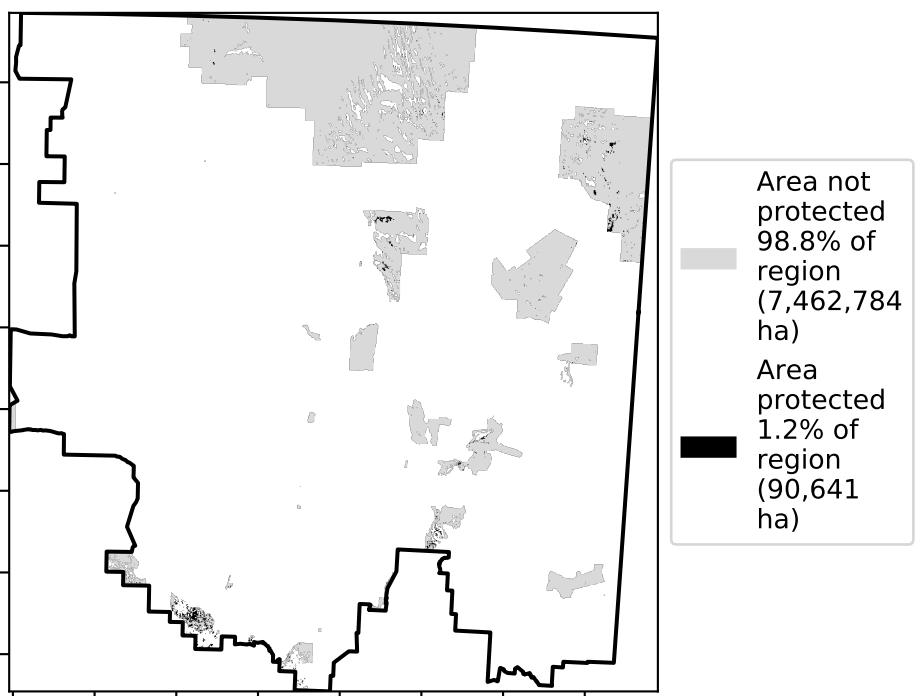 Area not
protected
98.8% of
region
(7,462,784
ha)
Area
protected
1.2% of
region
(90,641
ha)